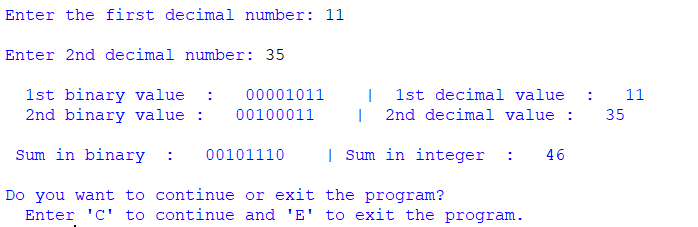 Enter the first decimal number: 11
Enter 2nd decimal number: 35
1st binary value : 00001011 | 1st decimal value : 11
2nd binary value : 00100011 | 2nd decimal value : 35
Sum in binary : 00101110 | Sum in integer : 46
Do you want to continue or exit the program?
Enter 'C' to continue and 'E' to exit the program.